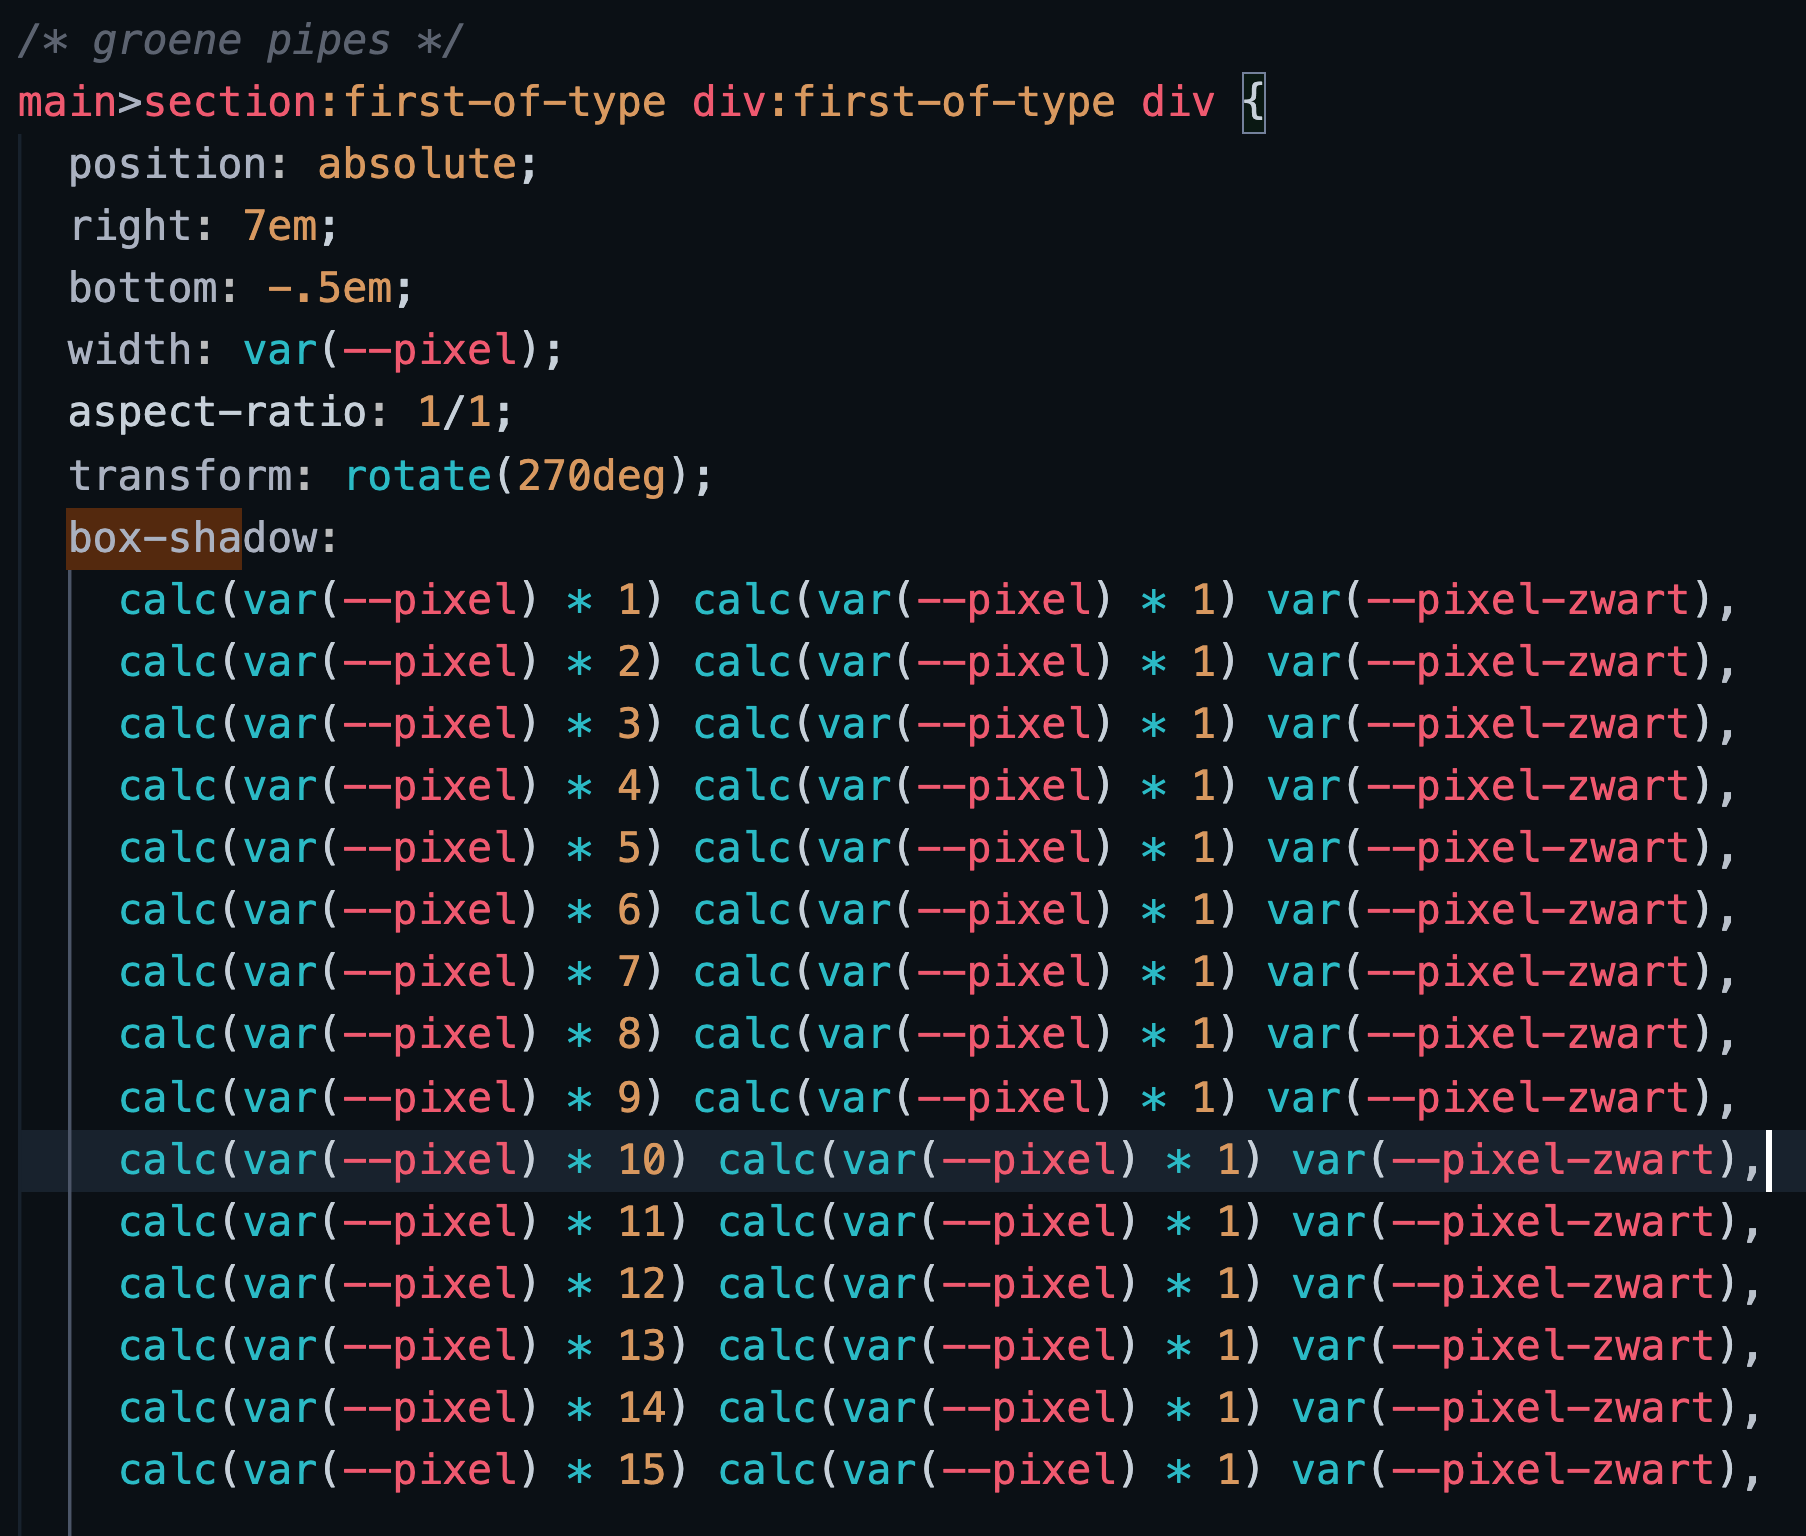 /* groene pipes */
main>section:first-of-type div:first-of-type div {
position: absolute;
right: 7em;
bottom: -.5em;
width: var(--pixel);
aspect-ratio: 1/1;
transform: rotate(270deg);
box-shadow:
calc(var(--pixel) * 1) calc(var(--pixel) * 1) var(--pixel-zwart),
calc(var(--pixel) * 2) calc(var(--pixel) * 1) var(--pixel-zwart),
calc(var(--pixel) * 3) calc(var(--pixel) * 1) var(--pixel-zwart),
calc(var(--pixel) * 4) calc(var(--pixel) * 1) var(--pixel-zwart),
calc(var(--pixel) * 5) calc(var(--pixel) * 1) var(--pixel-zwart),
calc(var(--pixel) * 6) calc(var(--pixel) * 1) var(--pixel-zwart),
calc(var(--pixel) * 7) calc(var(--pixel) * 1) var(--pixel-zwart),
calc(var(--pixel) * 8) calc(var(--pixel) * 1) var(--pixel-zwart),
calc(var(--pixel) * 9) calc(var(--pixel) * 1) var(--pixel-zwart),
calc(var(--pixel) * 10) calc(var(--pixel) * 1) var(--pixel-zwart),
calc(var(--pixel) * 11) calc(var(--pixel) * 1) var(--pixel-zwart),
calc(var(--pixel) * 12) calc(var(--pixel) * 1) var(--pixel-zwart),
calc(var(--pixel) * 13) calc(var(--pixel) * 1) var(--pixel-zwart),
calc(var(--pixel) * 14) calc(var(--pixel) * 1) var(--pixel-zwart),
calc(var(--pixel) * 15) calc(var(--pixel) * 1) var(--pixel-zwart),